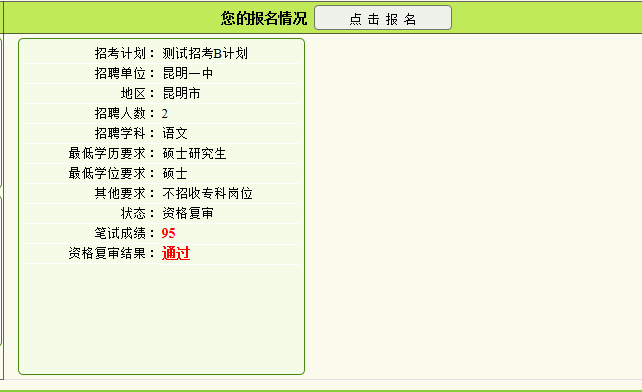 您的报名情况 点击报名
招考计划： 测试招考B计划
招聘单位： 昆明一中
地区： 昆明市
招聘人数： 2
招聘学科： 语文
最低学历要求： 硕士研究生
最低学位要求： 硕士
其他要求： 不招收专科岗位
状态： 资格复审
笔试成绩： 95
资格复审结果： 通过